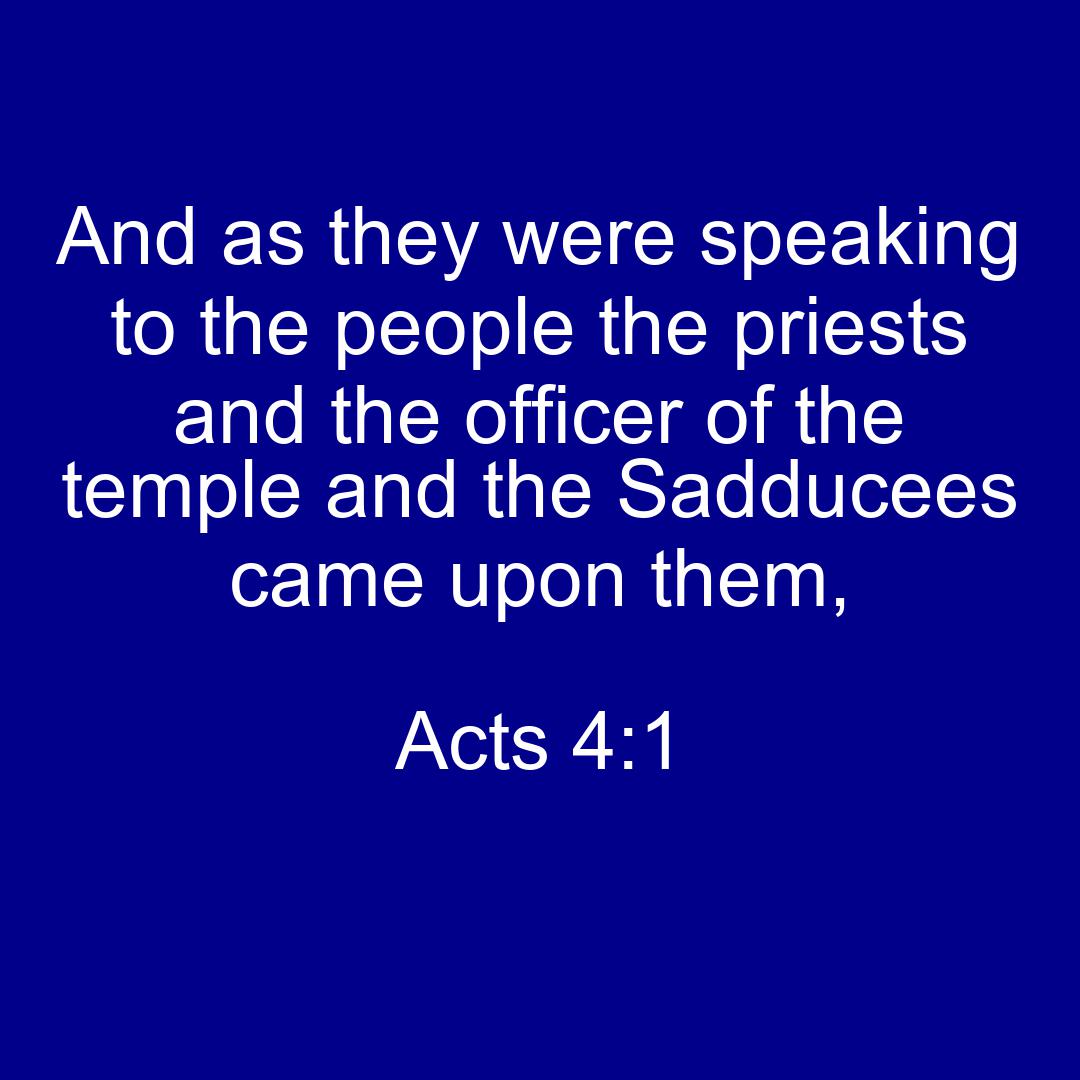 And as they were speaking
to the people the priests
and the officer of the
temple and the Sadducees
came upon them,
Acts 4:1